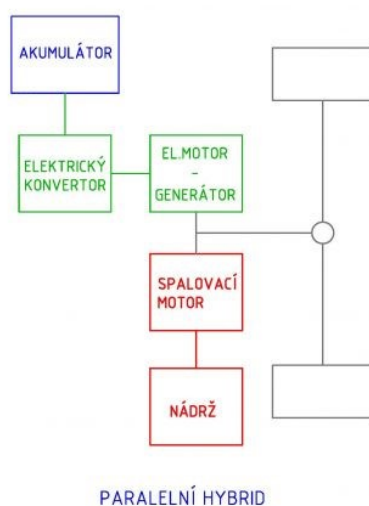 AKUMULÁTOR
ELEKTRICKÝ
KONVERTOR
EL.MOTOR
-
GENERÁTOR
SPALOVACÍ
MOTOR
NÁDRŽ
PARALELNÍ HYBRID